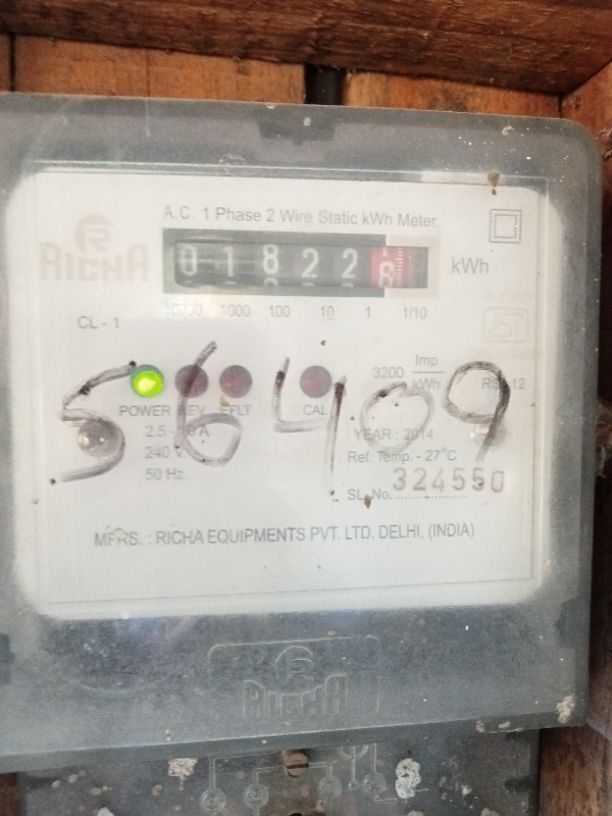 A.C. 1 Phase 2 Wire Static kWh Meter.
R
RICHA
0 1 8 2 2 8 kWh
10000 1000 100 10 1 1/10
CL - 1
3200 Imp/kWh
POWER REV EFLT CAL
56409
2.5 - 10 A
240 V
50 Hz.
YEAR : 2014
Ref. Temp. - 27°C
SL. No. 324550
MFRS. : RICHA EQUIPMENTS PVT. LTD. DELHI, (INDIA)
R
RICHA